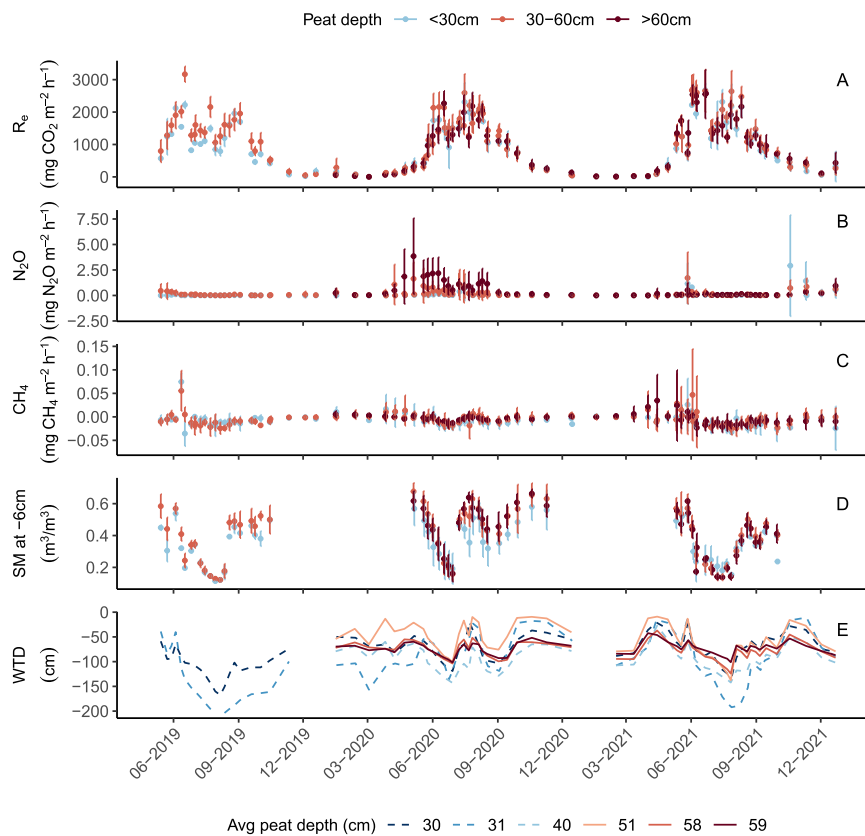 Peat depth <30cm 30−60cm >60cm
A
3000
2000
1000
0
Re
(mg CO2 m−2 h−1)
B
7.50
5.00
2.50
0.00
−2.50
N2O
(mg N2O m−2 h−1)
C
0.15
0.10
0.05
0.00
−0.05
CH4
(mg CH4 m−2 h−1)
D
0.6
0.4
0.2
SM at −6cm
(m3/m3)
E
0
−50
−100
−150
−200
WTD
(cm)
06−2019 09−2019 12−2019 03−2020 06−2020 09−2020 12−2020 03−2021 06−2021 09−2021 12−2021
Avg peat depth (cm) 30 31 40 51 58 59